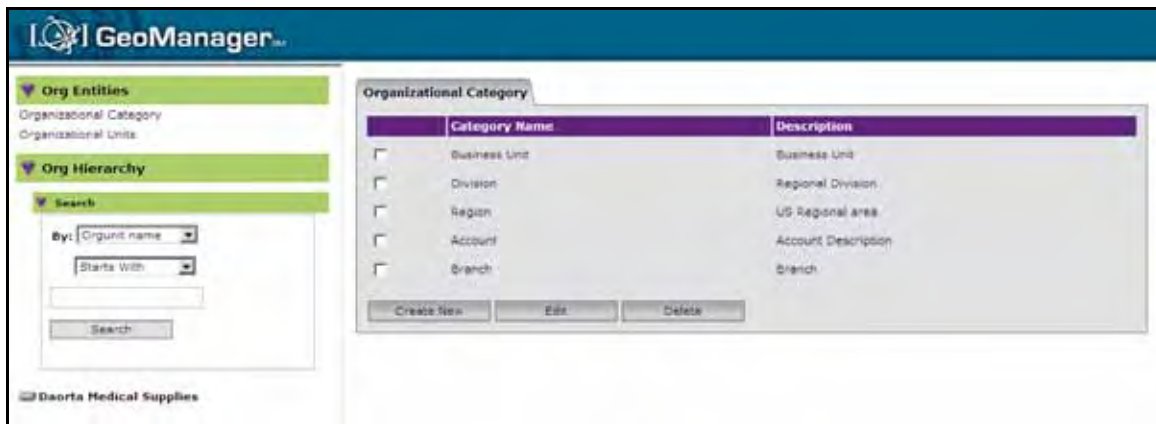 GeoManager
Org Entities
Organizational Category
Organizational Units
Org Hierarchy
Search
By: Orgunit name
Starts With
Search
Daorta Medical Supplies
Organizational Category
Category Name Description
Business Unit Business Unit
Division Regional Division
Region US Regional area
Account Account Description
Branch Branch
Create New Edit Delete